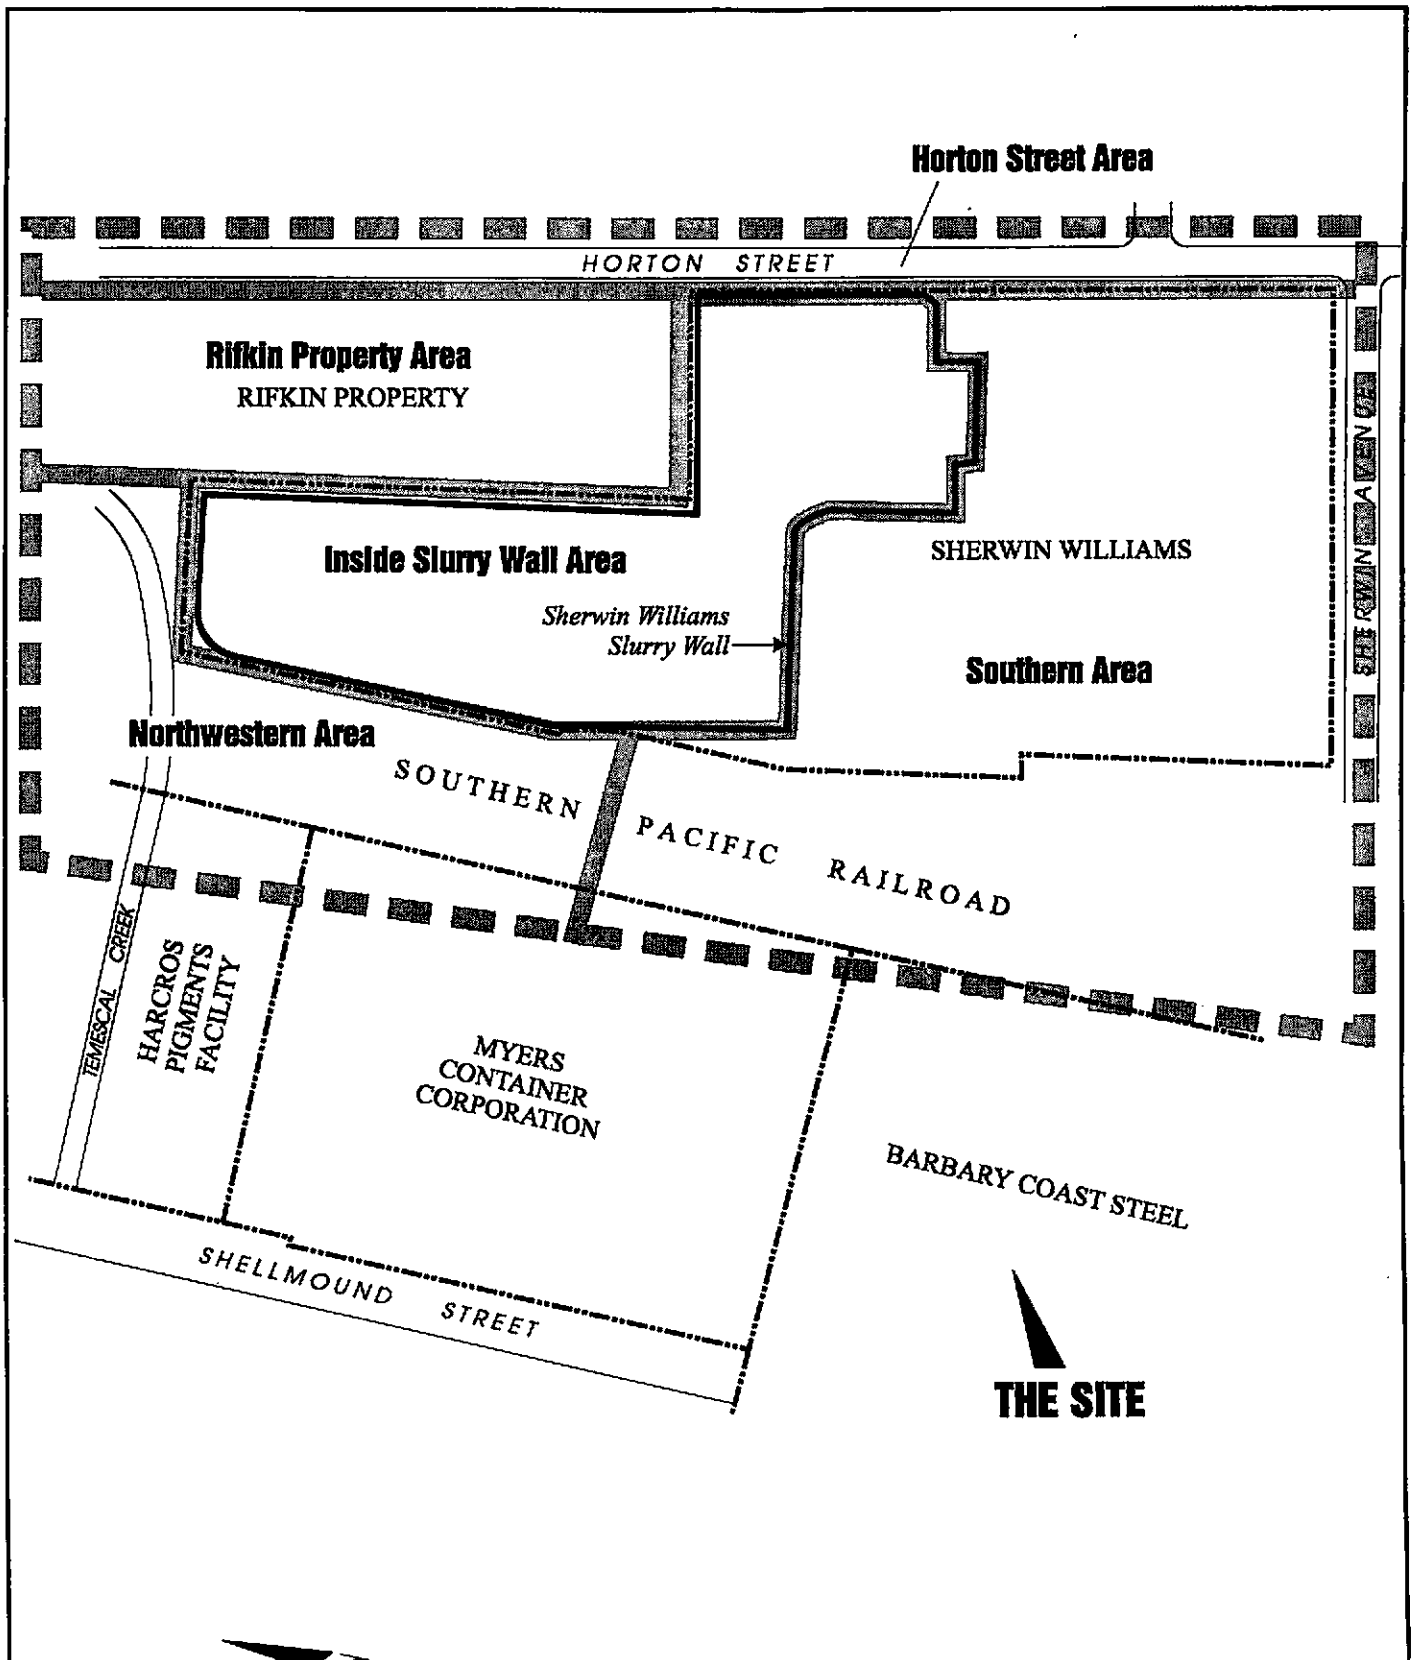 Horton Street Area
HORTON STREET
Rifkin Property Area
RIFKIN PROPERTY
SHERWIN AVENUE
Inside Slurry Wall Area
SHERWIN WILLIAMS
Sherwin Williams
Slurry Wall
Southern Area
Northwestern Area
SOUTHERN PACIFIC RAILROAD
TEMESCAL CREEK
HARCROS
PIGMENTS
FACILITY
MYERS
CONTAINER
CORPORATION
BARBARY COAST STEEL
SHELLMOUND STREET
THE SITE